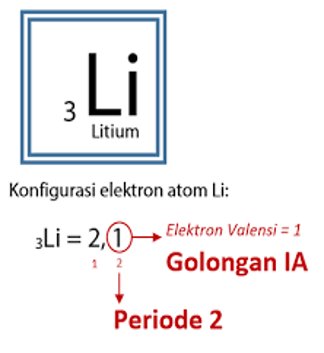 3 Li
Litium
Konfigurasi elektron atom Li:
₃Li = 2,1 Elektron Valensi = 1
1 2
Golongan IA
Periode 2